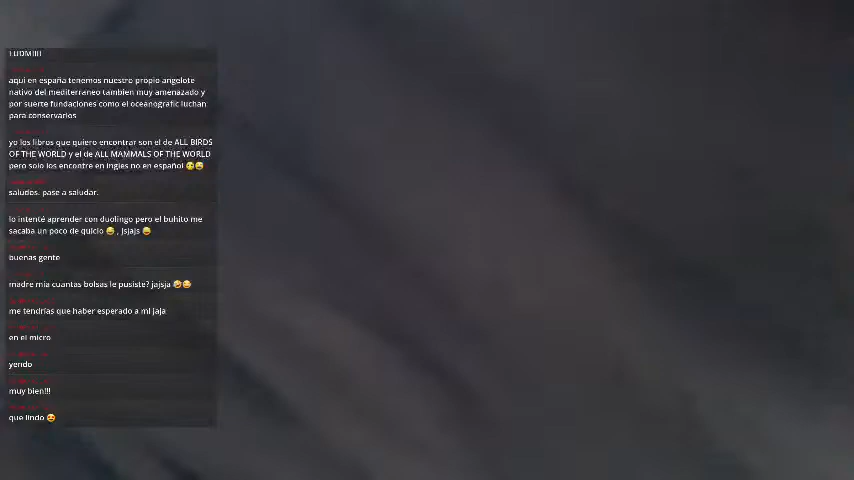 LUDMIIII
aqui en españa tenemos nuestro propio angelote
nativo del mediterraneo tambien muy amenazado y
por suerte fundaciones como el oceanografic luchan
para conservarlos
yo los libros que quiero encontrar son el de ALL BIRDS
OF THE WORLD y el de ALL MAMMALS OF THE WORLD
pero solo los encontre en ingles no en español 🥲😅
saludos. pase a saludar.
lo intenté aprender con duolingo pero el buhito me
sacaba un poco de quicio 😅 , jsjajs 😂
buenas gente
madre mia cuantas bolsas le pusiste? jajsja 🤣😂
me tendrías que haber esperado a mi jaja
en el micro
yendo
muy bien!!!
que lindo 😍